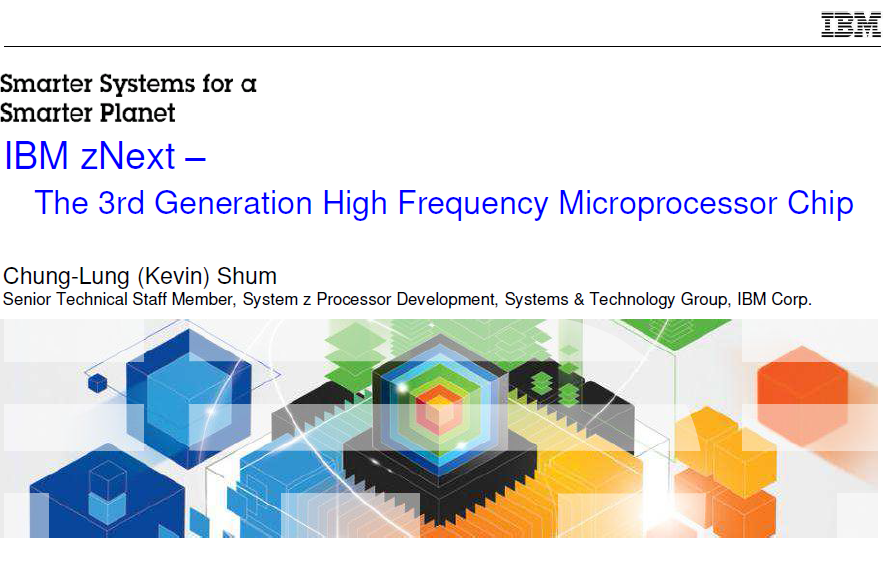 IBM
Smarter Systems for a
Smarter Planet
IBM zNext –
The 3rd Generation High Frequency Microprocessor Chip
Chung-Lung (Kevin) Shum
Senior Technical Staff Member, System z Processor Development, Systems & Technology Group, IBM Corp.